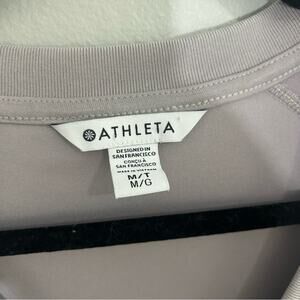 ATHLETA
DESIGNED IN
SAN FRANCISCO
CONÇU À
SAN FRANCISCO
MADE IN VIETNAM
M/T
M/G